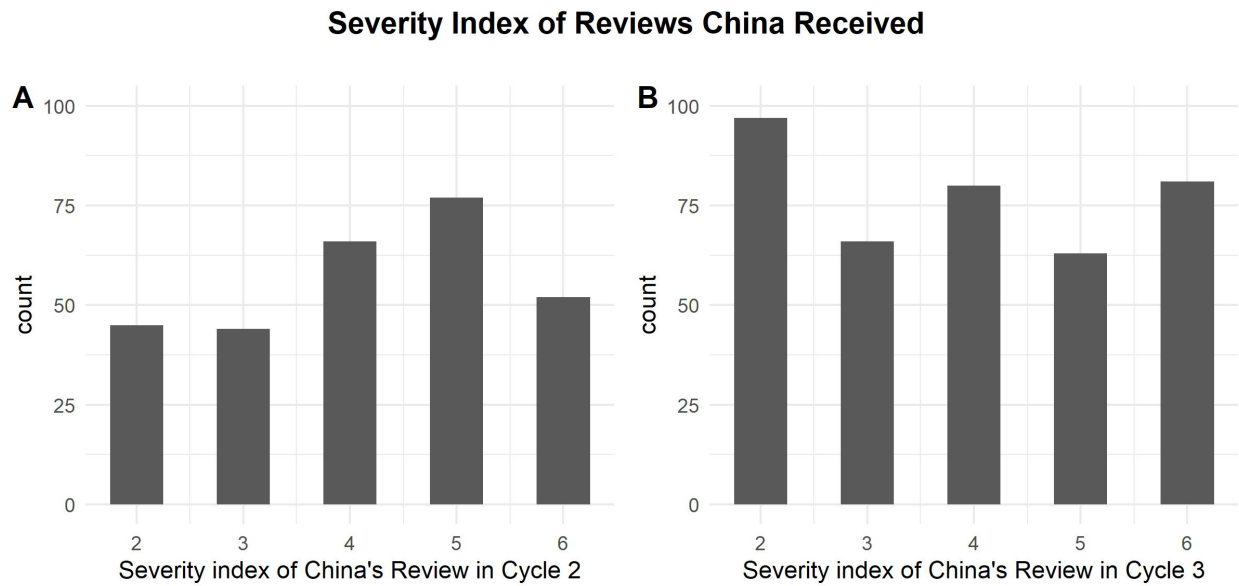 Severity Index of Reviews China Received
A
100
75
50
25
0
count
2 3 4 5 6
Severity index of China's Review in Cycle 2
B
100
75
50
25
0
count
2 3 4 5 6
Severity index of China's Review in Cycle 3